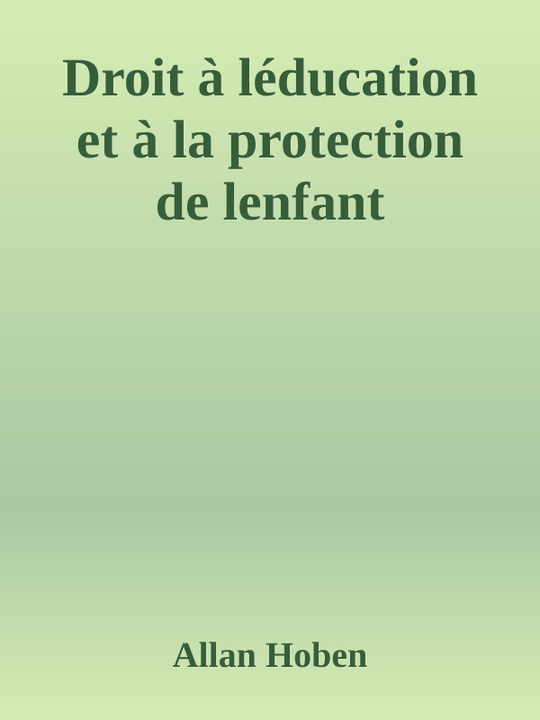 Droit à léducation
et à la protection
de lenfant
Allan Hoben